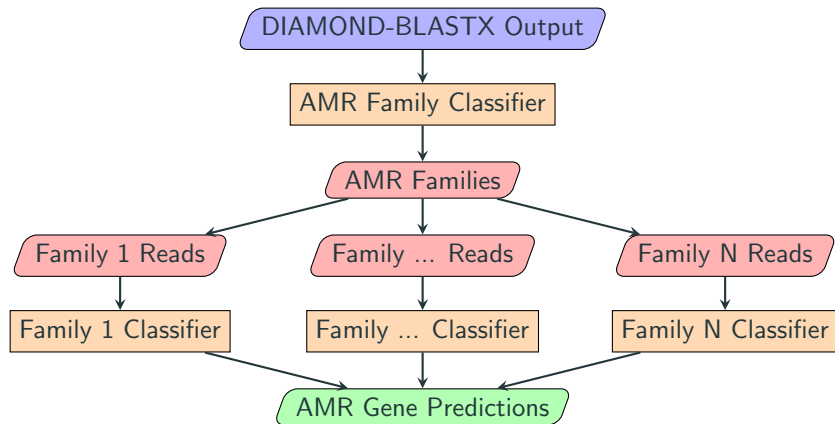 DIAMOND-BLASTX Output
AMR Family Classifier
AMR Families
Family 1 Reads
Family ... Reads
Family N Reads
Family 1 Classifier
Family ... Classifier
Family N Classifier
AMR Gene Predictions